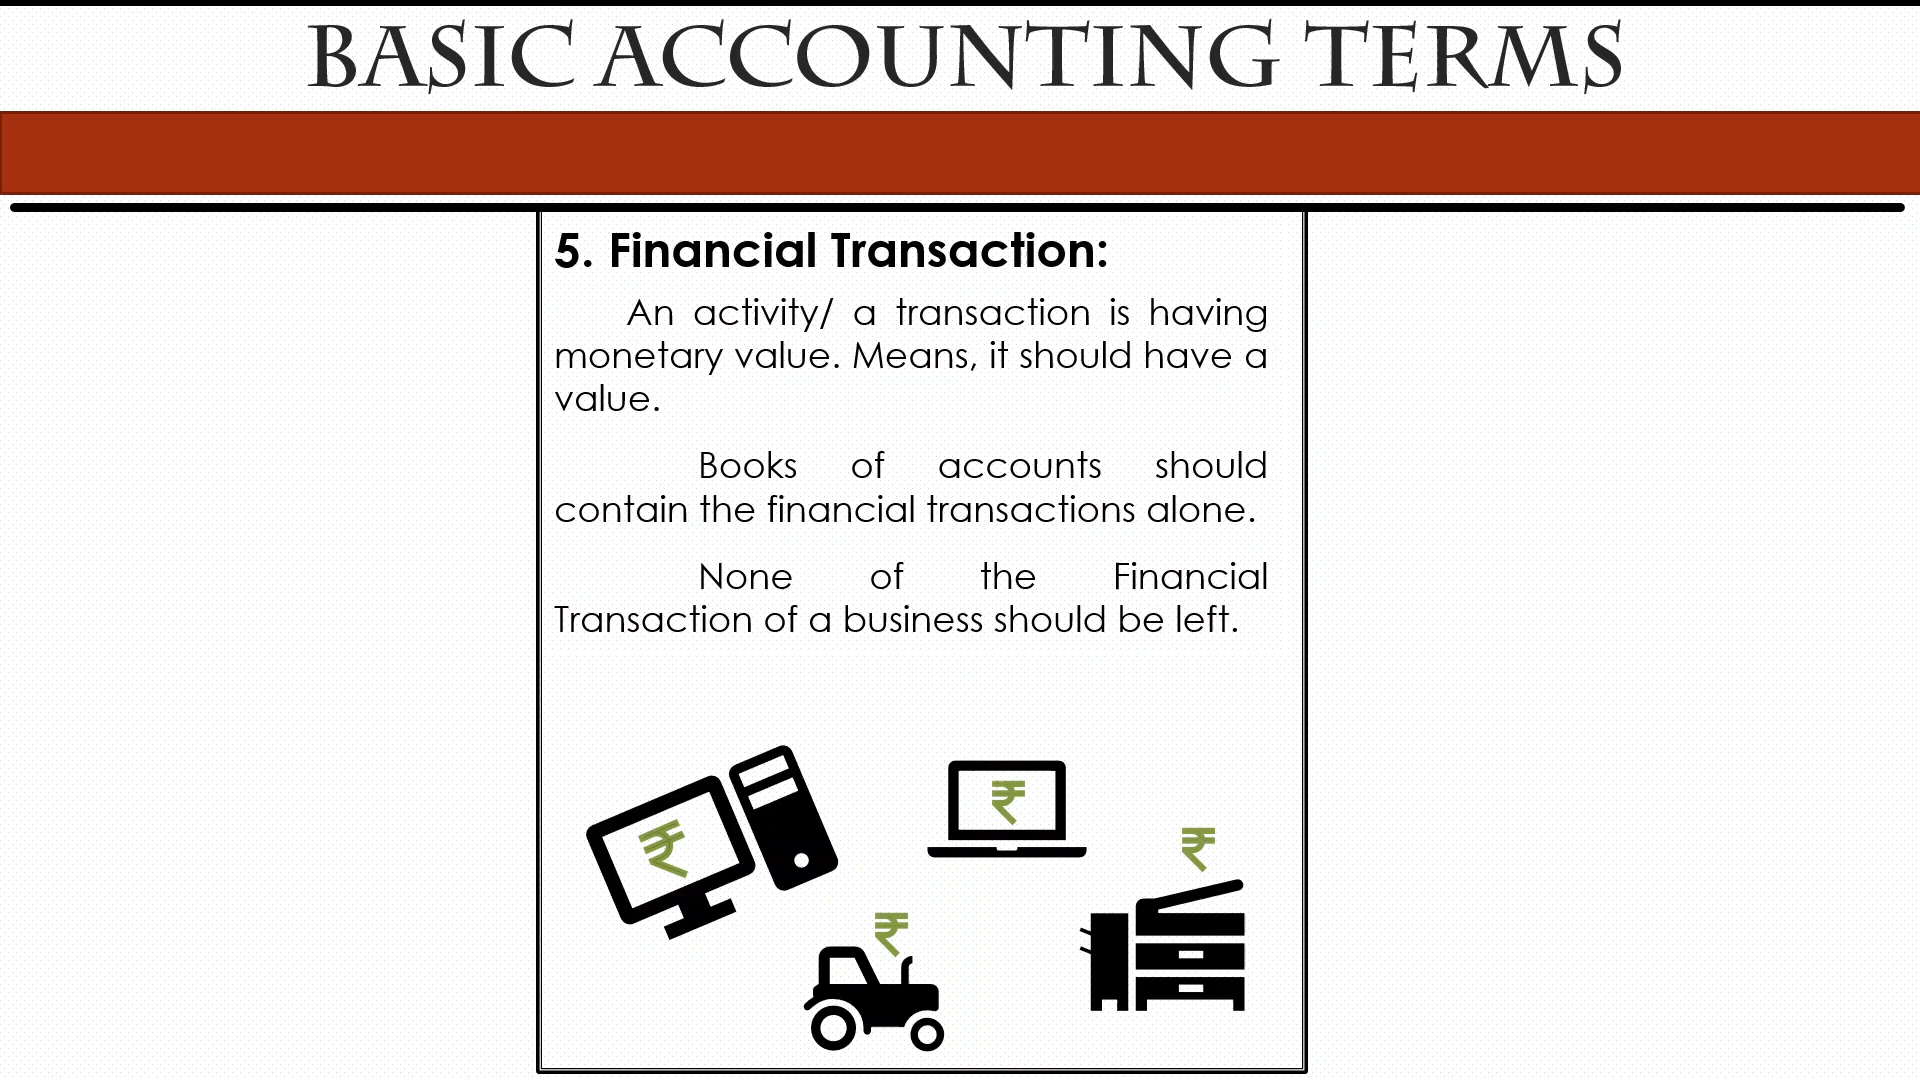 BASIC ACCOUNTING TERMS
5. Financial Transaction:
An activity/ a transaction is having
monetary value. Means, it should have a
value.
Books of accounts should
contain the financial transactions alone.
None of the Financial
Transaction of a business should be left.
₹
₹
₹
₹